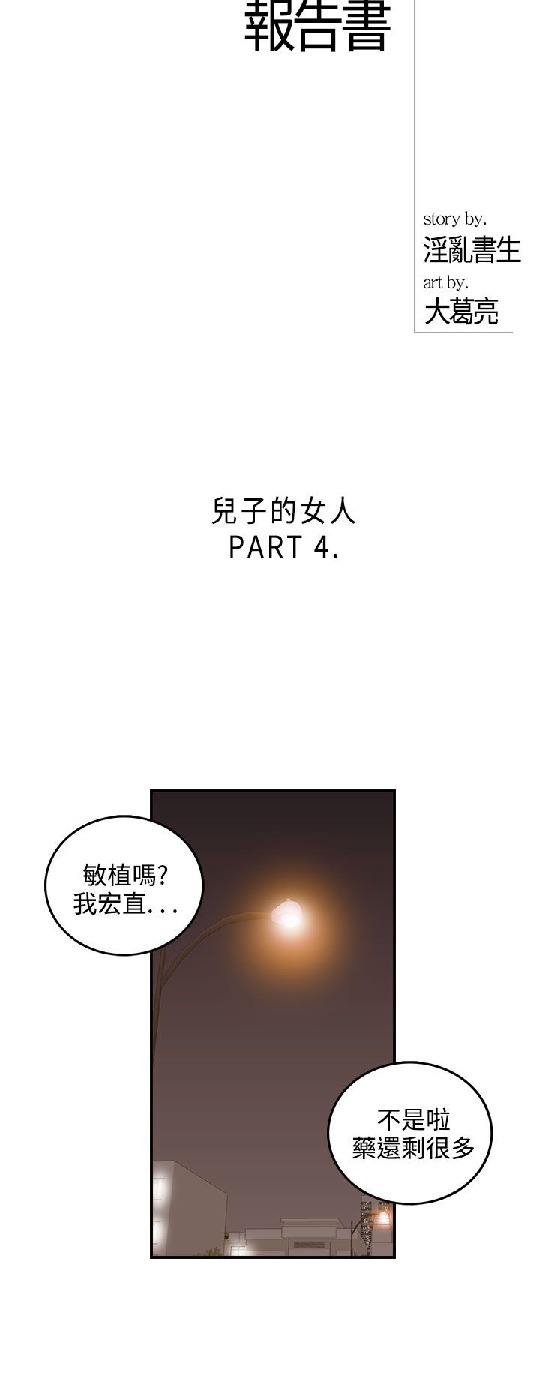 報告書
story by.
淫亂書生
art by.
大葛亮
兒子的女人
PART 4.
敏植嗎?
我宏直...
不是啦
藥還剩很多